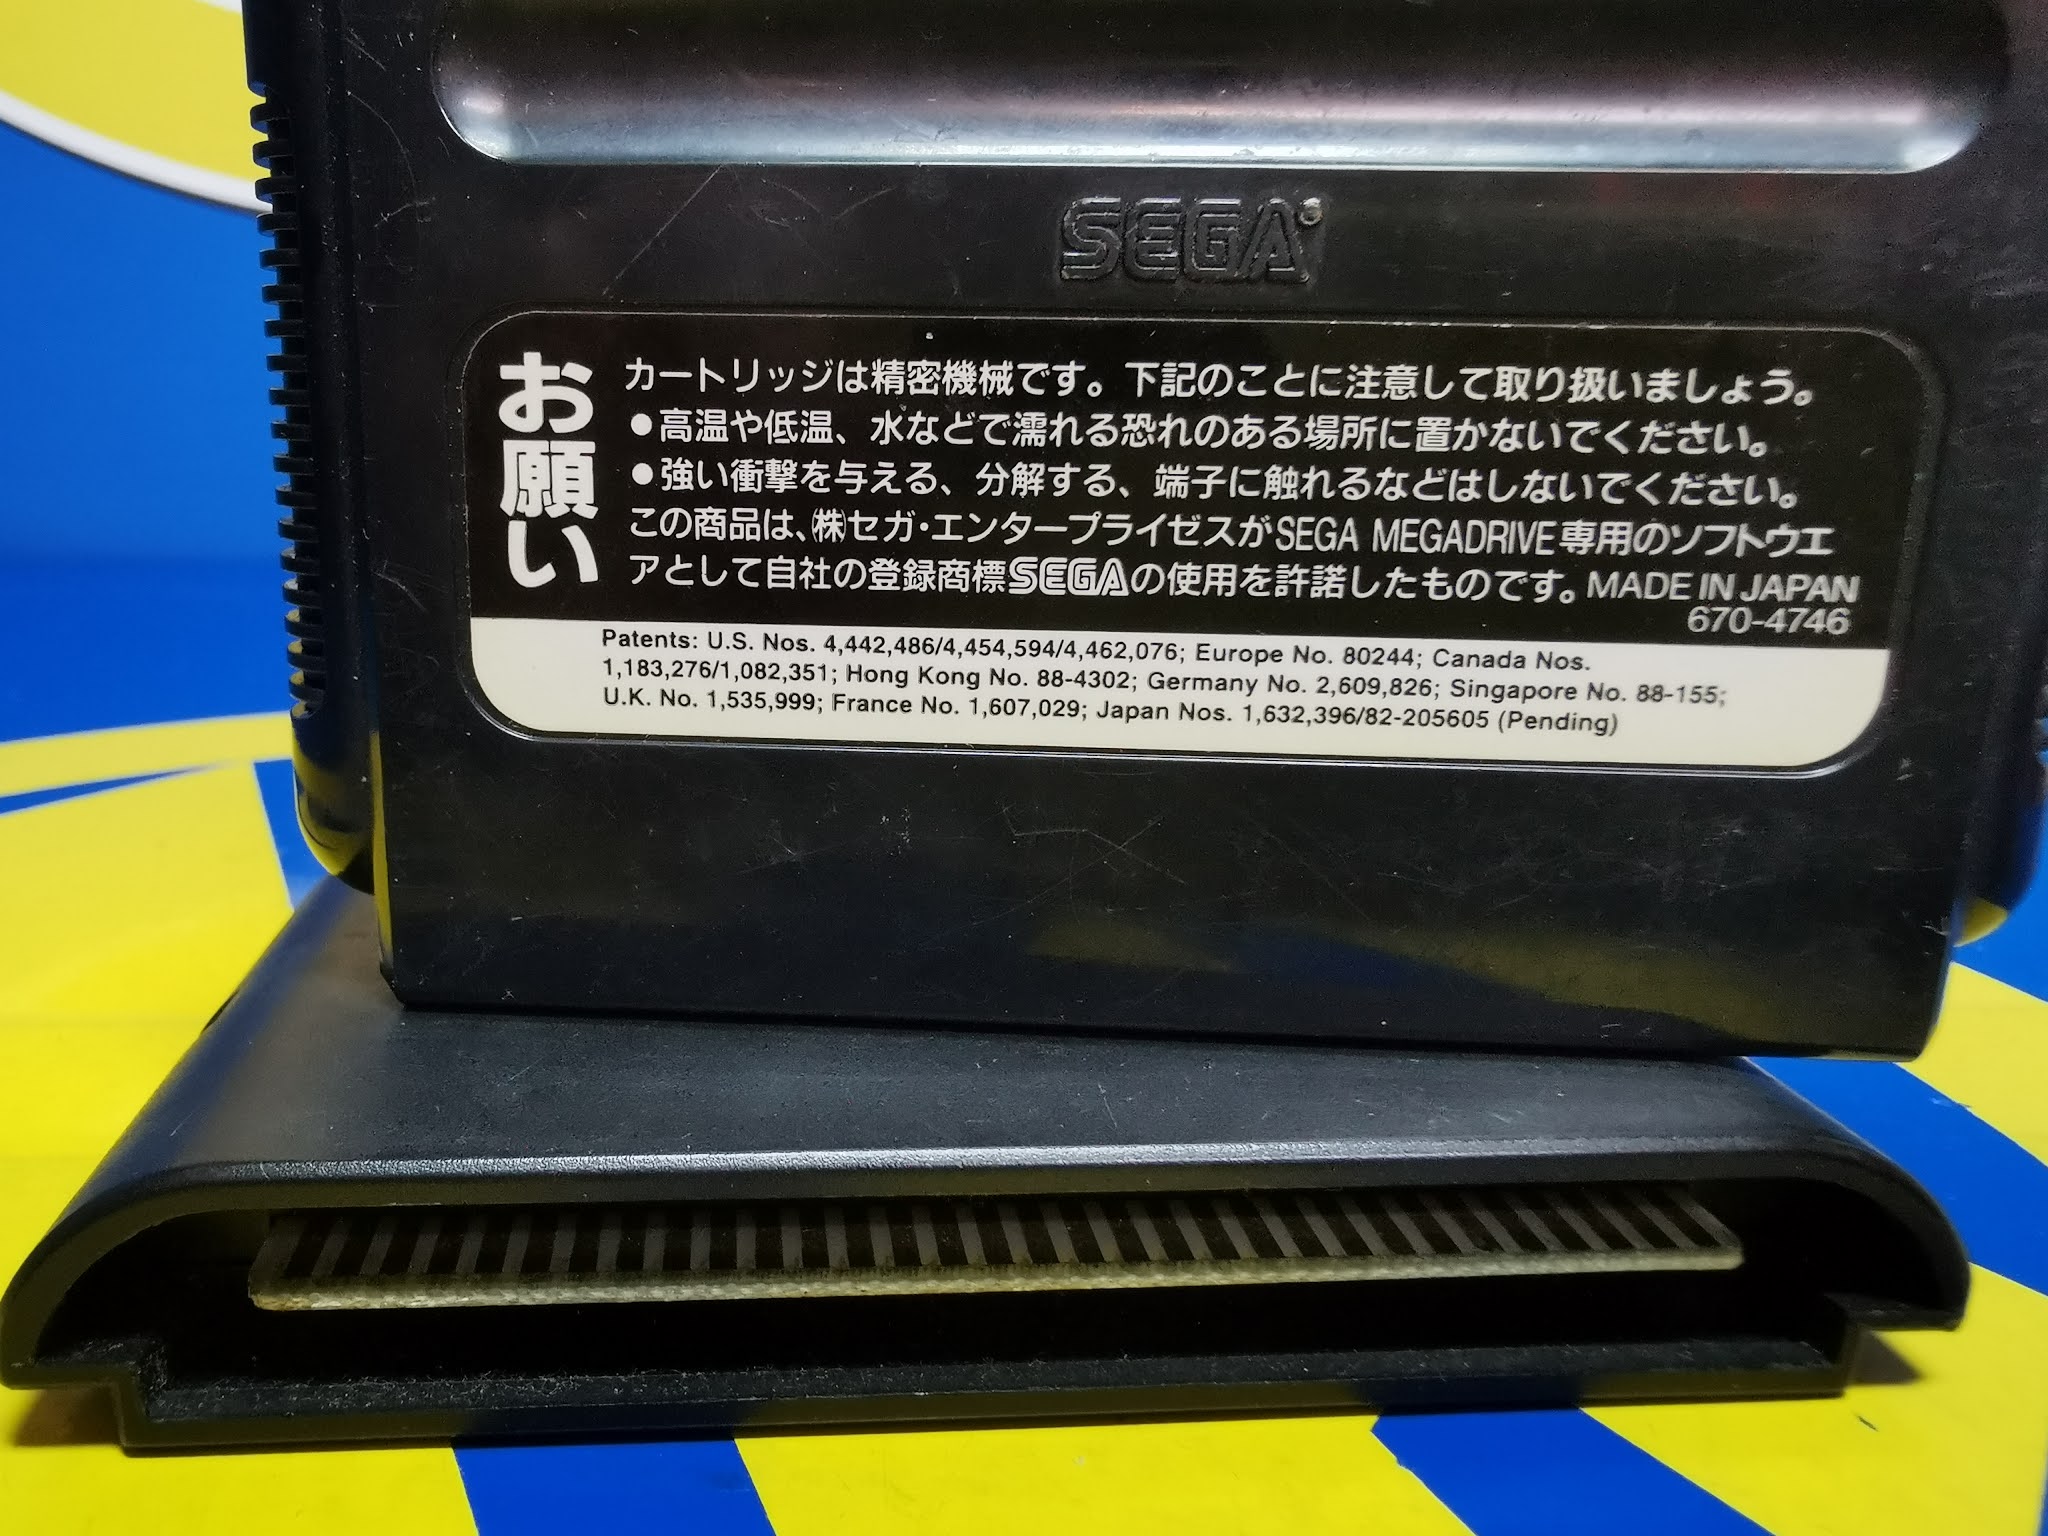 SEGA
お願い
カートリッジは精密機械です。下記のことに注意して取り扱いましょう。
●高温や低温、水などで濡れる恐れのある場所に置かないでください。
●強い衝撃を与える、分解する、端子に触れるなどはしないでください。
この商品は、㈱セガ・エンタープライゼスがSEGA MEGADRIVE専用のソフトウエ
アとして自社の登録商標SEGAの使用を許諾したものです。MADE IN JAPAN
670-4746
Patents: U.S. Nos. 4,442,486/4,454,594/4,462,076; Europe No. 80244; Canada Nos.
1,183,276/1,082,351; Hong Kong No. 88-4302; Germany No. 2,609,826; Singapore No. 88-155;
U.K. No. 1,535,999; France No. 1,607,029; Japan Nos. 1,632,396/82-205605 (Pending)